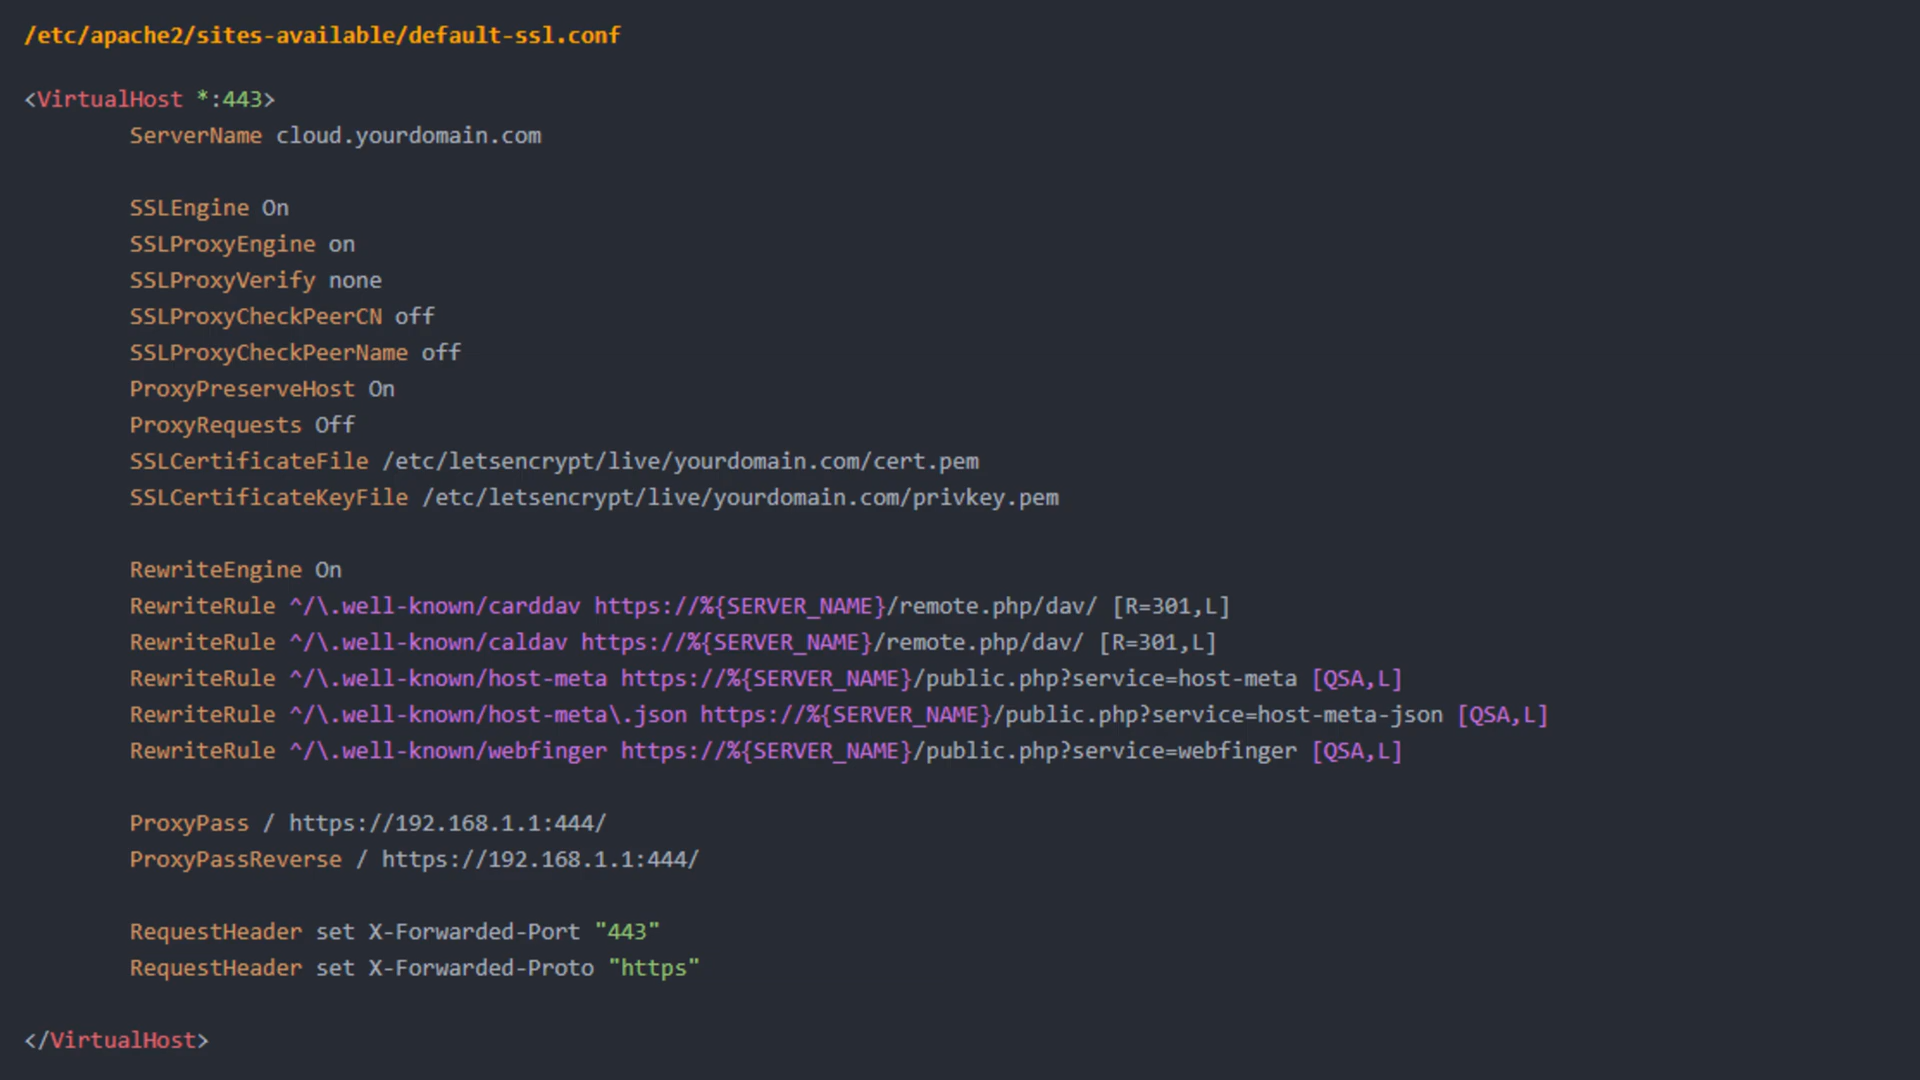 /etc/apache2/sites-available/default-ssl.conf
<VirtualHost *:443>
ServerName cloud.yourdomain.com
SSLEngine On
SSLProxyEngine on
SSLProxyVerify none
SSLProxyCheckPeerCN off
SSLProxyCheckPeerName off
ProxyPreserveHost On
ProxyRequests Off
SSLCertificateFile /etc/letsencrypt/live/yourdomain.com/cert.pem
SSLCertificateKeyFile /etc/letsencrypt/live/yourdomain.com/privkey.pem
RewriteEngine On
RewriteRule ^/\.well-known/carddav https://%{SERVER_NAME}/remote.php/dav/ [R=301,L]
RewriteRule ^/\.well-known/caldav https://%{SERVER_NAME}/remote.php/dav/ [R=301,L]
RewriteRule ^/\.well-known/host-meta https://%{SERVER_NAME}/public.php?service=host-meta [QSA,L]
RewriteRule ^/\.well-known/host-meta\.json https://%{SERVER_NAME}/public.php?service=host-meta-json [QSA,L]
RewriteRule ^/\.well-known/webfinger https://%{SERVER_NAME}/public.php?service=webfinger [QSA,L]
ProxyPass / https://192.168.1.1:444/
ProxyPassReverse / https://192.168.1.1:444/
RequestHeader set X-Forwarded-Port "443"
RequestHeader set X-Forwarded-Proto "https"
</VirtualHost>